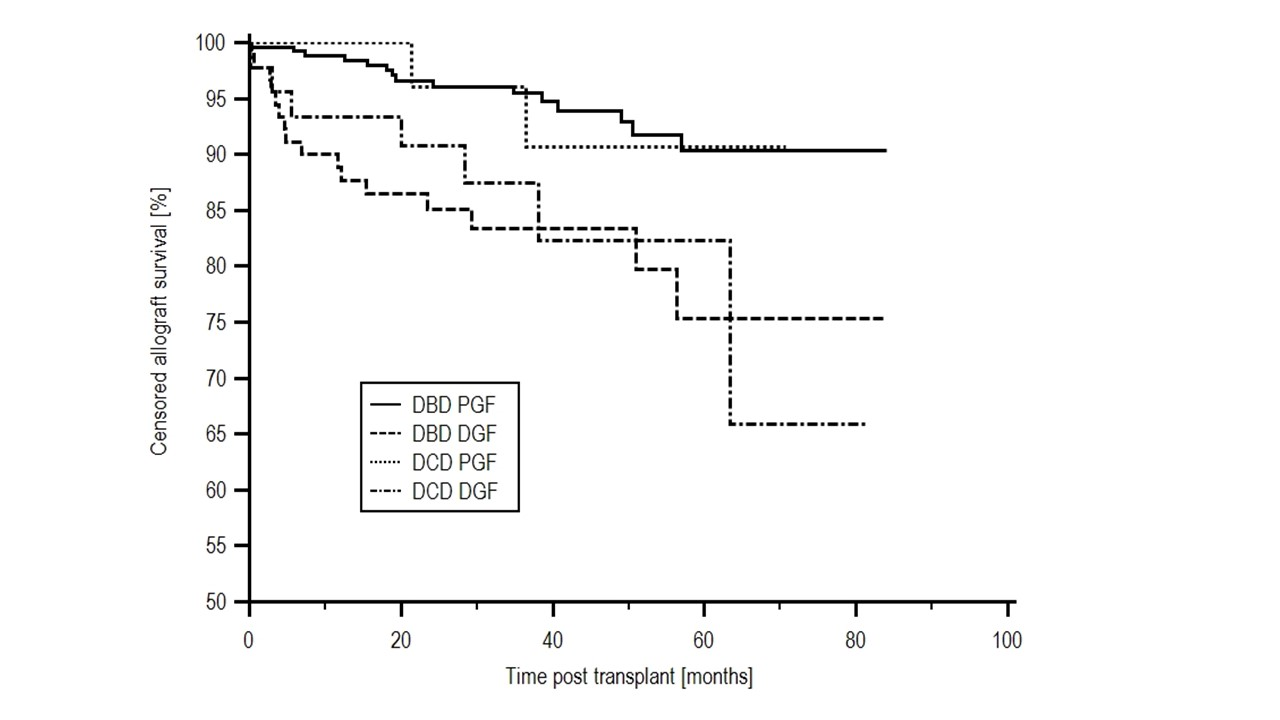 100
95
90
85
80
75
70
65
60
55
50
Censored allograft survival [%]
DBD PGF
DBD DGF
DCD PGF
DCD DGF
0 20 40 60 80 100
Time post transplant [months]